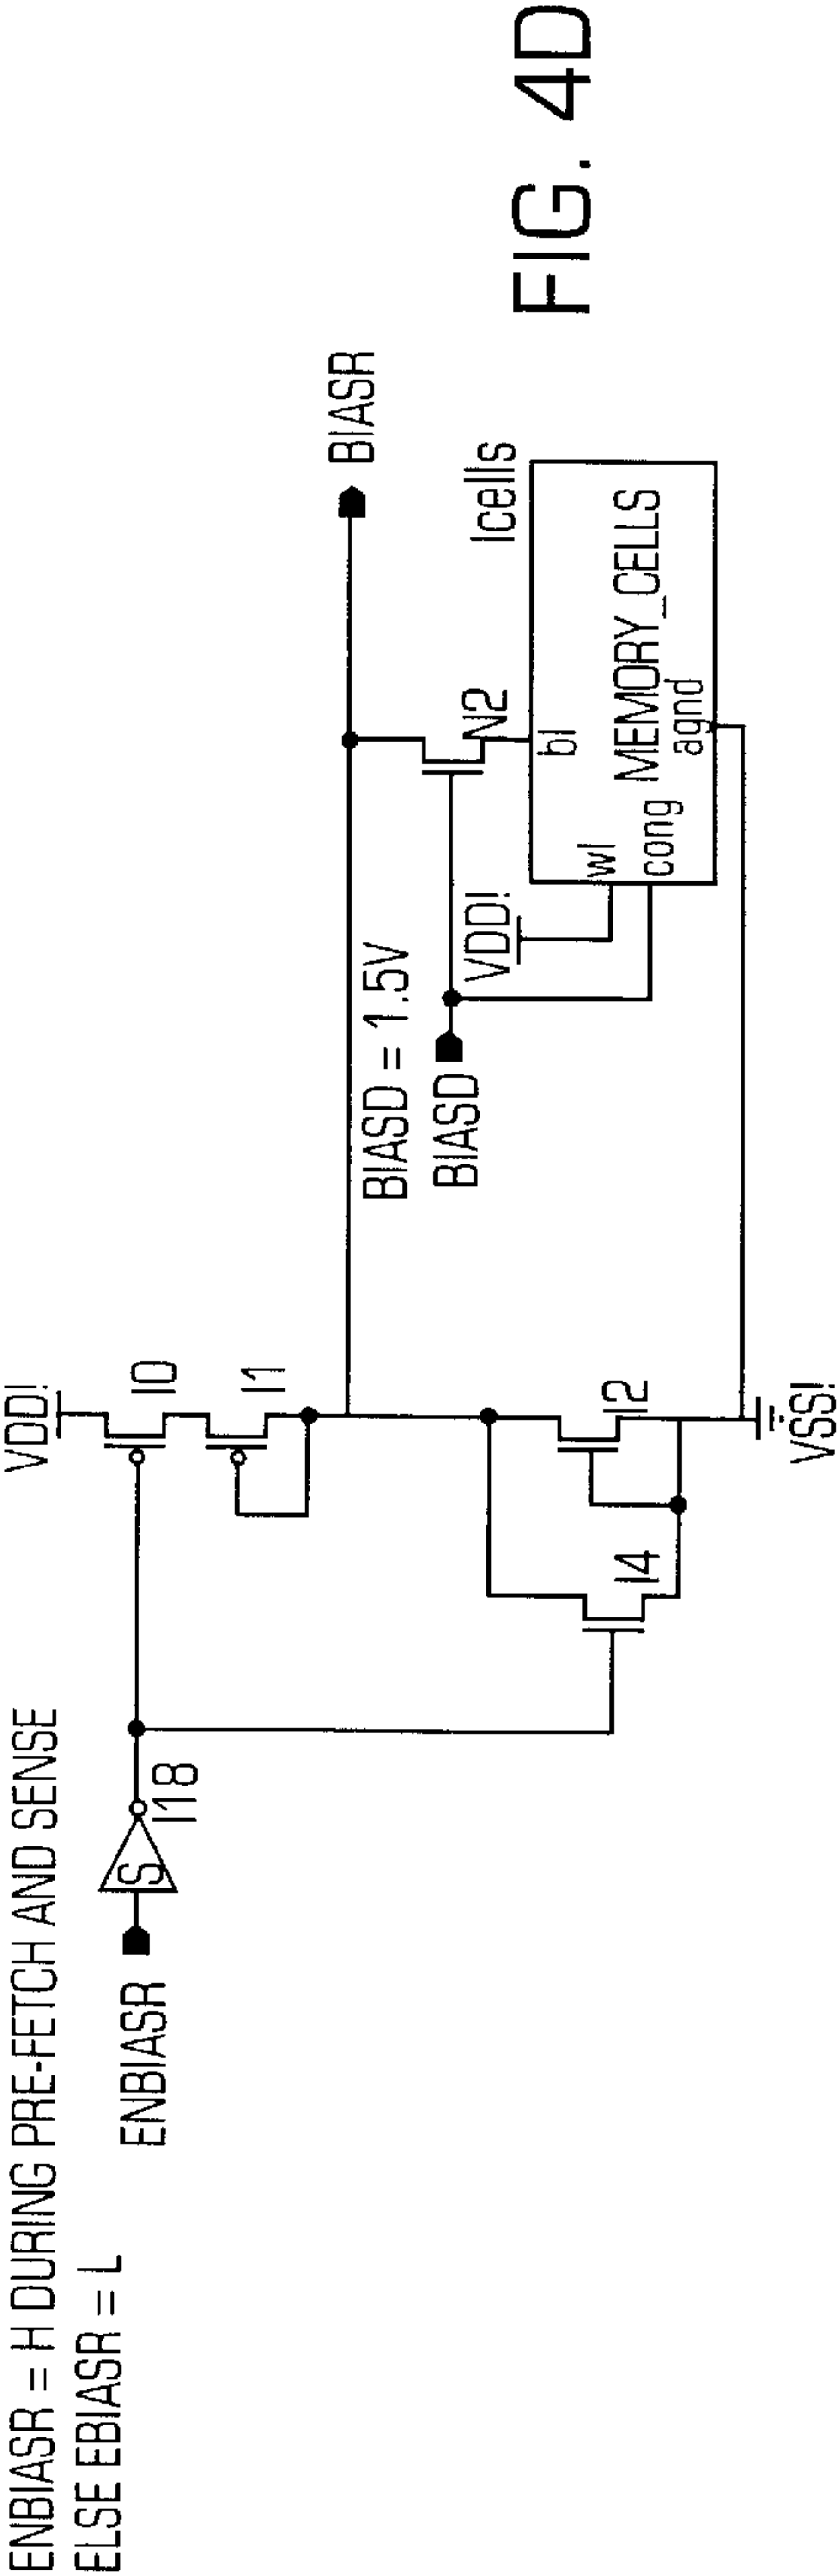 ENBIASR = H DURING PRE-FETCH AND SENSE
ELSE EBIASR = L
ENBIASR
S
I18
VDD!
I0
I1
I4
I2
VSS!
BIASR
BIASD = 1.5V
BIASD
N2
VDD!
Icells
bl
wl
cong
MEMORY_CELLS
agnd
FIG. 4D